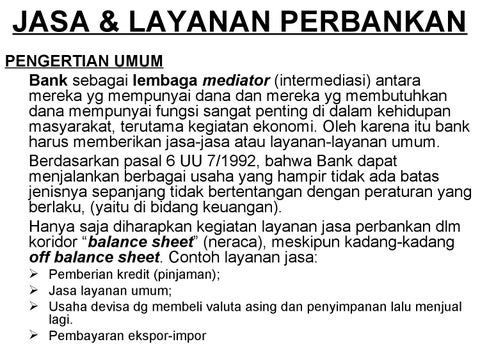 JASA & LAYANAN PERBANKAN
PENGERTIAN UMUM
Bank sebagai lembaga mediator (intermediasi) antara
mereka yg mempunyai dana dan mereka yg membutuhkan
dana mempunyai fungsi sangat penting di dalam kehidupan
masyarakat, terutama kegiatan ekonomi. Oleh karena itu bank
harus memberikan jasa-jasa atau layanan-layanan umum.
Berdasarkan pasal 6 UU 7/1992, bahwa Bank dapat
menjalankan berbagai usaha yang hampir tidak ada batas
jenisnya sepanjang tidak bertentangan dengan peraturan yang
berlaku, (yaitu di bidang keuangan).
Hanya saja diharapkan kegiatan layanan jasa perbankan dlm
koridor “balance sheet” (neraca), meskipun kadang-kadang
off balance sheet. Contoh layanan jasa:
➢ Pemberian kredit (pinjaman);
➢ Jasa layanan umum;
➢ Usaha devisa dg membeli valuta asing dan penyimpanan lalu menjual
lagi.
➢ Pembayaran ekspor-impor